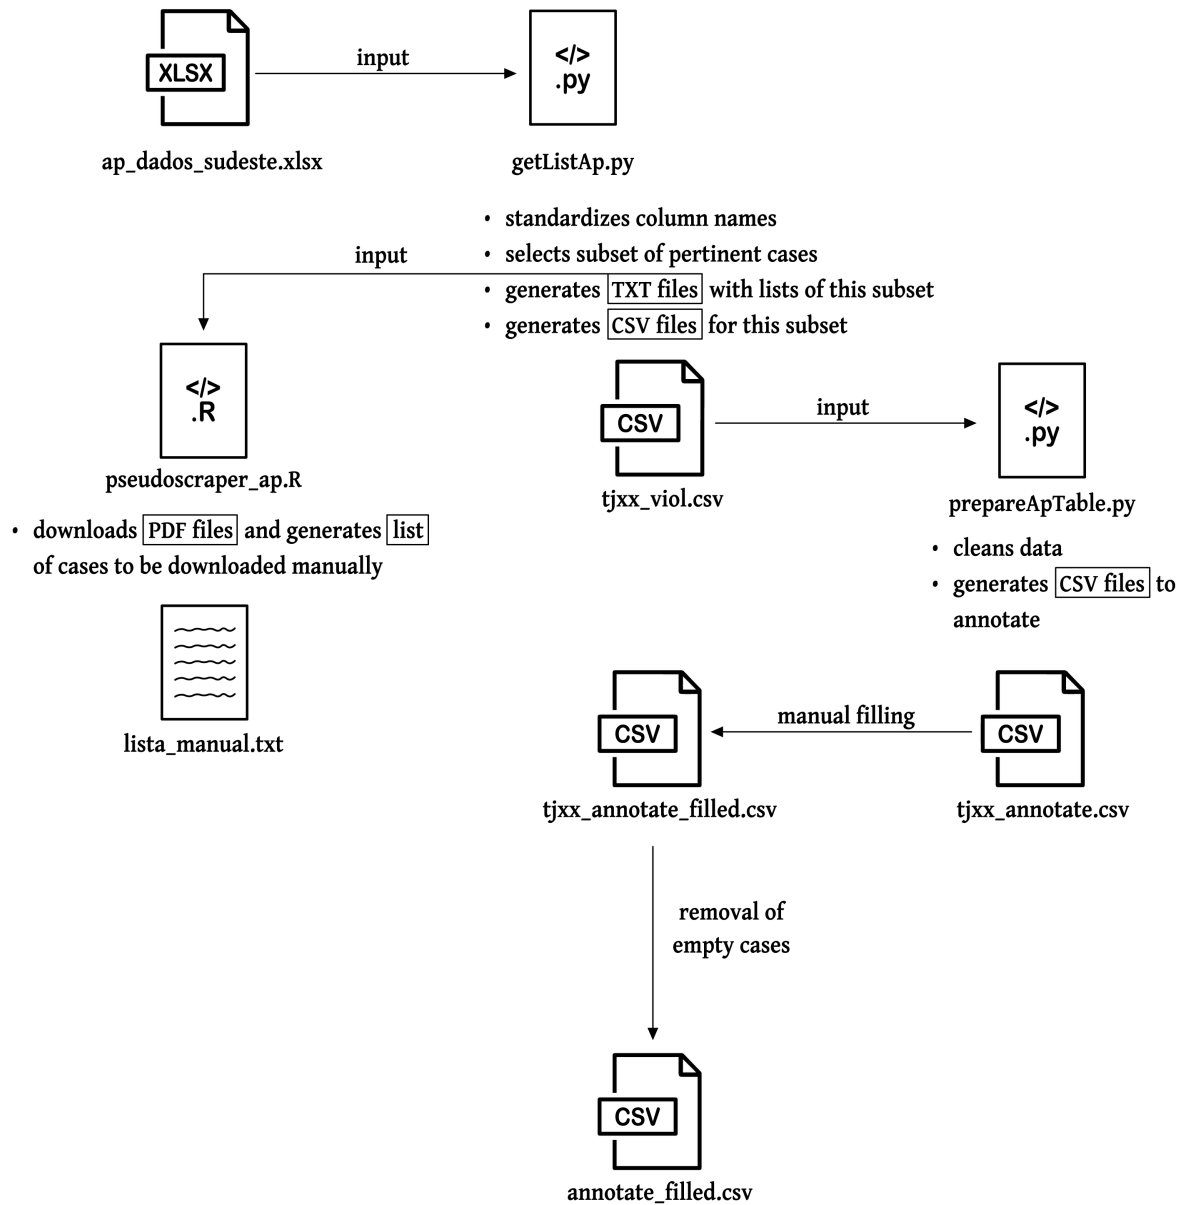 XLSX
input
</>
.py
ap_dados_sudeste.xlsx
getListAp.py
• standardizes column names
• selects subset of pertinent cases
• generates TXT files with lists of this subset
• generates CSV files for this subset
input
</>
.R
pseudoscraper_ap.R
• downloads PDF files and generates list
of cases to be downloaded manually
lista_manual.txt
CSV
tjxx_viol.csv
input
</>
.py
prepareApTable.py
• cleans data
• generates CSV files to
annotate
CSV
tjxx_annotate.csv
manual filling
CSV
tjxx_annotate_filled.csv
removal of
empty cases
CSV
annotate_filled.csv